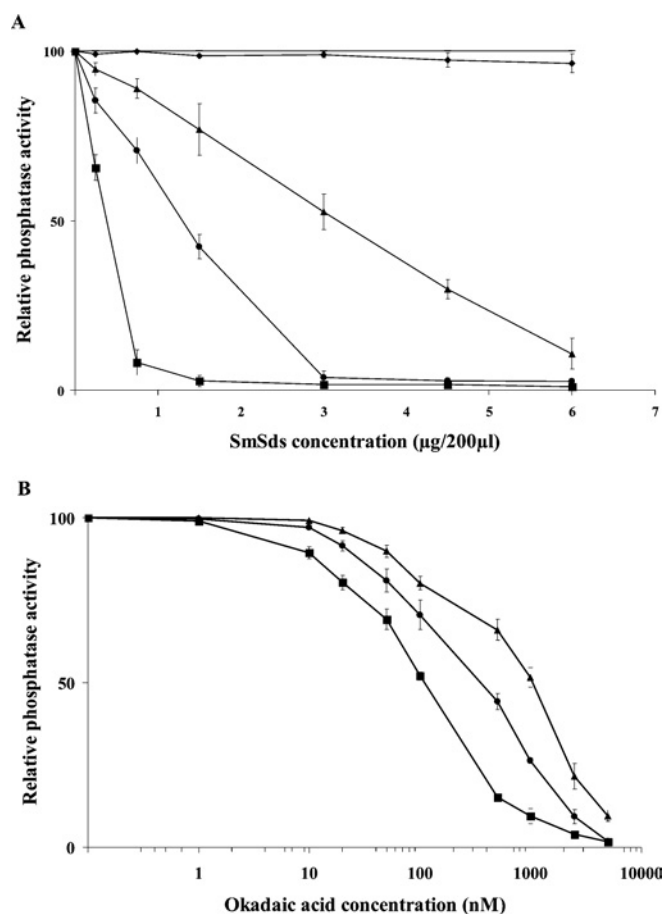 A
100
50
0
Relative phosphatase activity
1 2 3 4 5 6 7
SmSds concentration (µg/200µl)
B
100
50
0
Relative phosphatase activity
1 10 100 1000 10000
Okadaic acid concentration (nM)